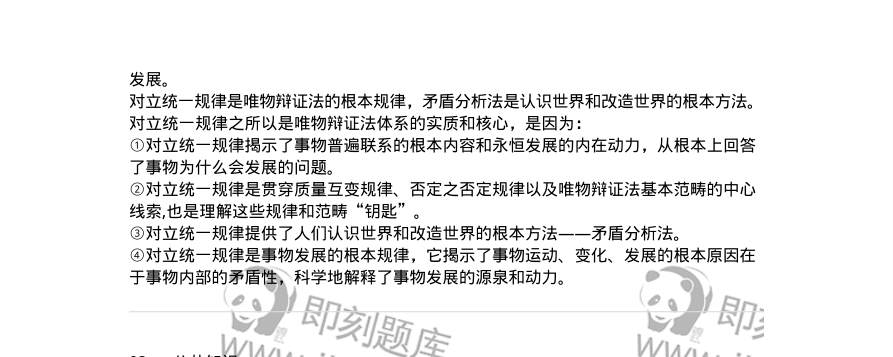 发展。
对立统一规律是唯物辩证法的根本规律，矛盾分析法是认识世界和改造世界的根本方法。
对立统一规律之所以是唯物辩证法体系的实质和核心，是因为：
①对立统一规律揭示了事物普遍联系的根本内容和永恒发展的内在动力，从根本上回答
了事物为什么会发展的问题。
②对立统一规律是贯穿质量互变规律、否定之否定规律以及唯物辩证法基本范畴的中心
线索,也是理解这些规律和范畴“钥匙”。
③对立统一规律提供了人们认识世界和改造世界的根本方法——矛盾分析法。
④对立统一规律是事物发展的根本规律，它揭示了事物运动、变化、发展的根本原因在
于事物内部的矛盾性，科学地解释了事物发展的源泉和动力。
即刻题库
即刻